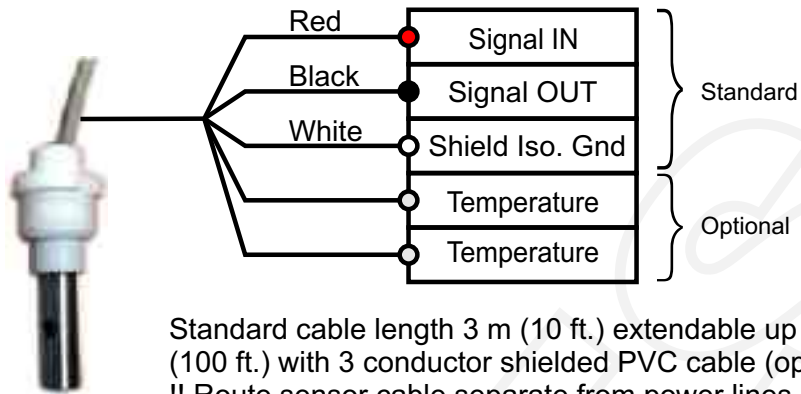 Red
Signal IN
Black
Signal OUT
Standard
White
Shield Iso. Gnd
Temperature
Optional
Temperature
Standard cable length 3 m (10 ft.) extendable up
(100 ft.) with 3 conductor shielded PVC cable (op
!! Route sensor cable separate from power lines